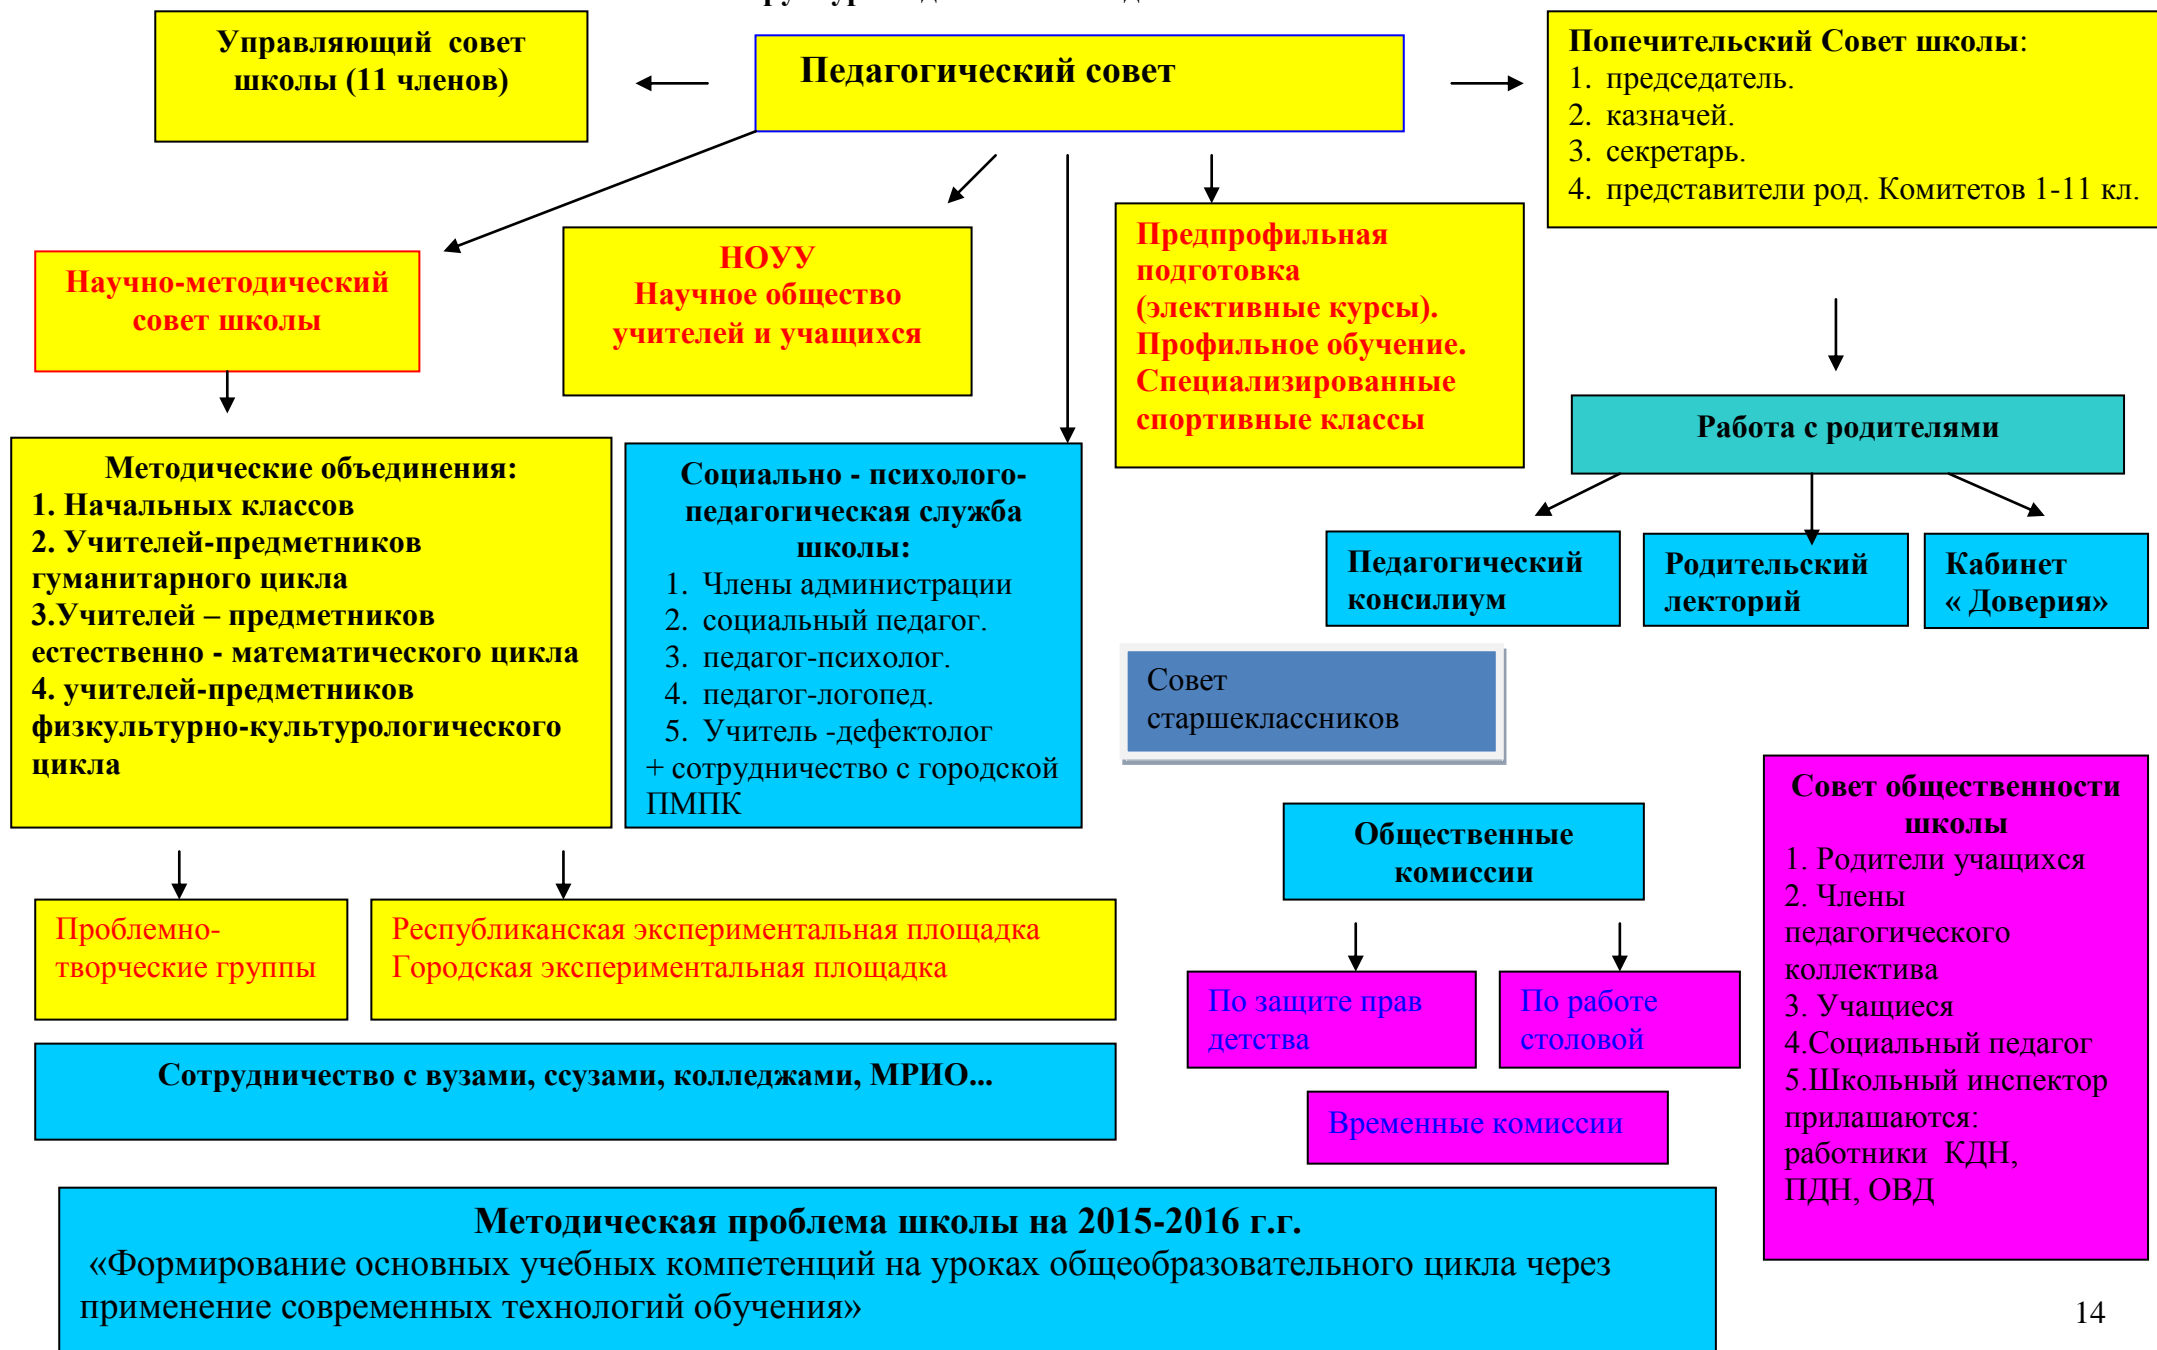 Управляющий совет
школы (11 членов)
Педагогический совет
Попечительский Совет школы:
1. председатель.
2. казначей.
3. секретарь.
4. представители род. Комитетов 1-11 кл.
Научно-методический
совет школы
НОУУ
Научное общество
учителей и учащихся
Предпрофильная
подготовка
(элективные курсы).
Профильное обучение.
Специализированные
спортивные классы
Работа с родителями
Методические объединения:
1. Начальных классов
2. Учителей-предметников
гуманитарного цикла
3.Учителей – предметников
естественно - математического цикла
4. учителей-предметников
физкультурно-культурологического
цикла
Социально - психолого-
педагогическая служба
школы:
1. Члены администрации
2. социальный педагог.
3. педагог-психолог.
4. педагог-логопед.
5. Учитель -дефектолог
+ сотрудничество с городской
ПМПК
Педагогический
консилиум
Родительский
лекторий
Кабинет
« Доверия»
Совет
старшеклассников
Общественные
комиссии
Совет общественности
школы
1. Родители учащихся
2. Члены
педагогического
коллектива
3. Учащиеся
4.Социальный педагог
5.Школьный инспектор
прилашаются:
работники КДН,
ПДН, ОВД
Проблемно-
творческие группы
Республиканская экспериментальная площадка
Городская экспериментальная площадка
По защите прав
детства
По работе
столовой
Сотрудничество с вузами, ссузами, колледжами, МРИО...
Временные комиссии
Методическая проблема школы на 2015-2016 г.г.
«Формирование основных учебных компетенций на уроках общеобразовательного цикла через
применение современных технологий обучения»
14